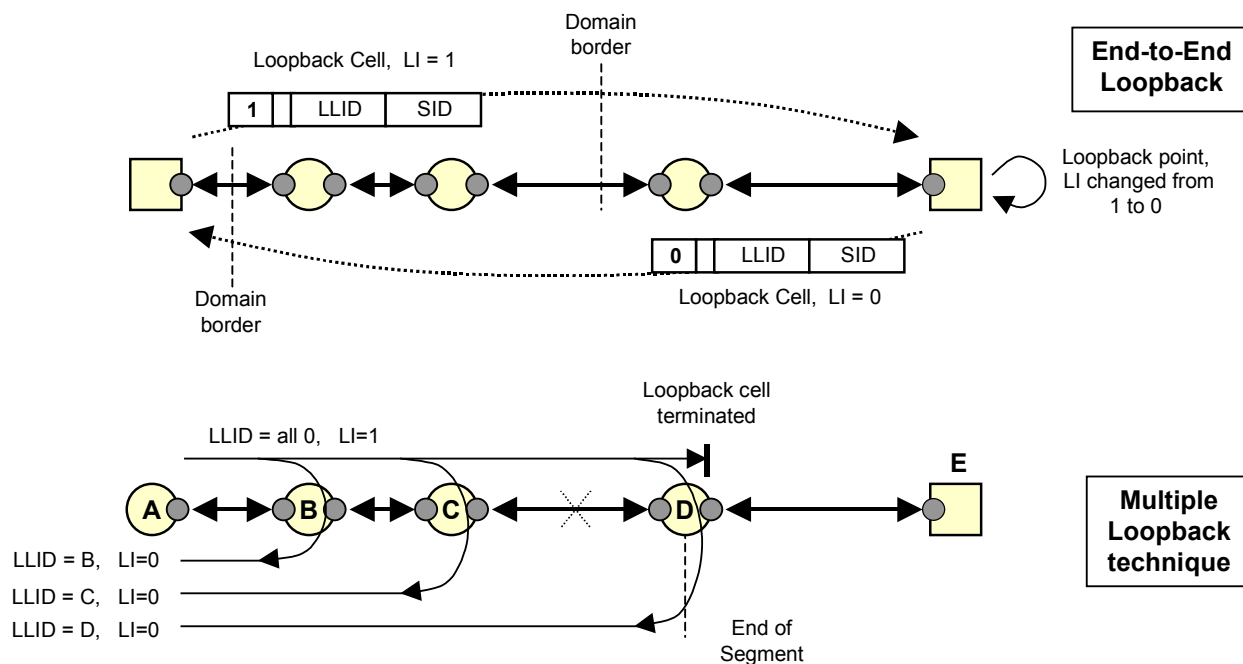 Domain
border
End-to-End
Loopback
Loopback Cell, LI = 1
1 LLID SID
Loopback point,
LI changed from
1 to 0
0 LLID SID
Domain
border
Loopback Cell, LI = 0
Loopback cell
terminated
LLID = all 0, LI=1
E
A B C D
Multiple
Loopback
technique
LLID = B, LI=0
LLID = C, LI=0
LLID = D, LI=0
End of
Segment